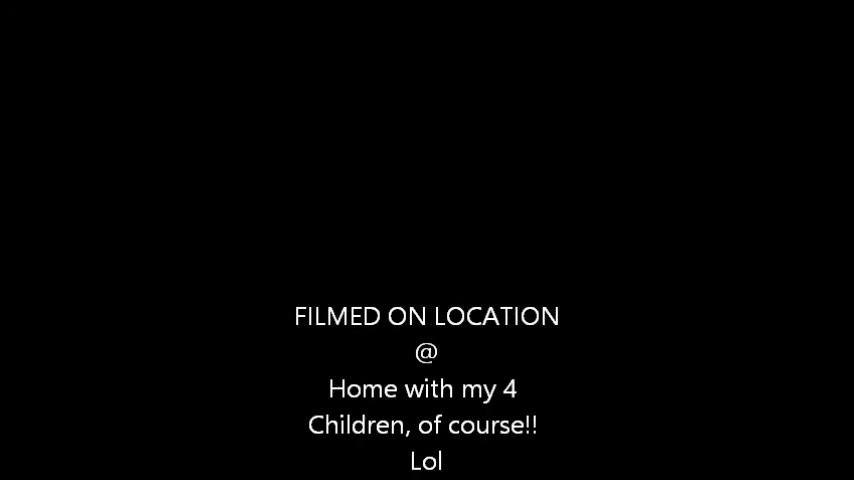 FILMED ON LOCATION
@
Home with my 4
Children, of course!!
Lol